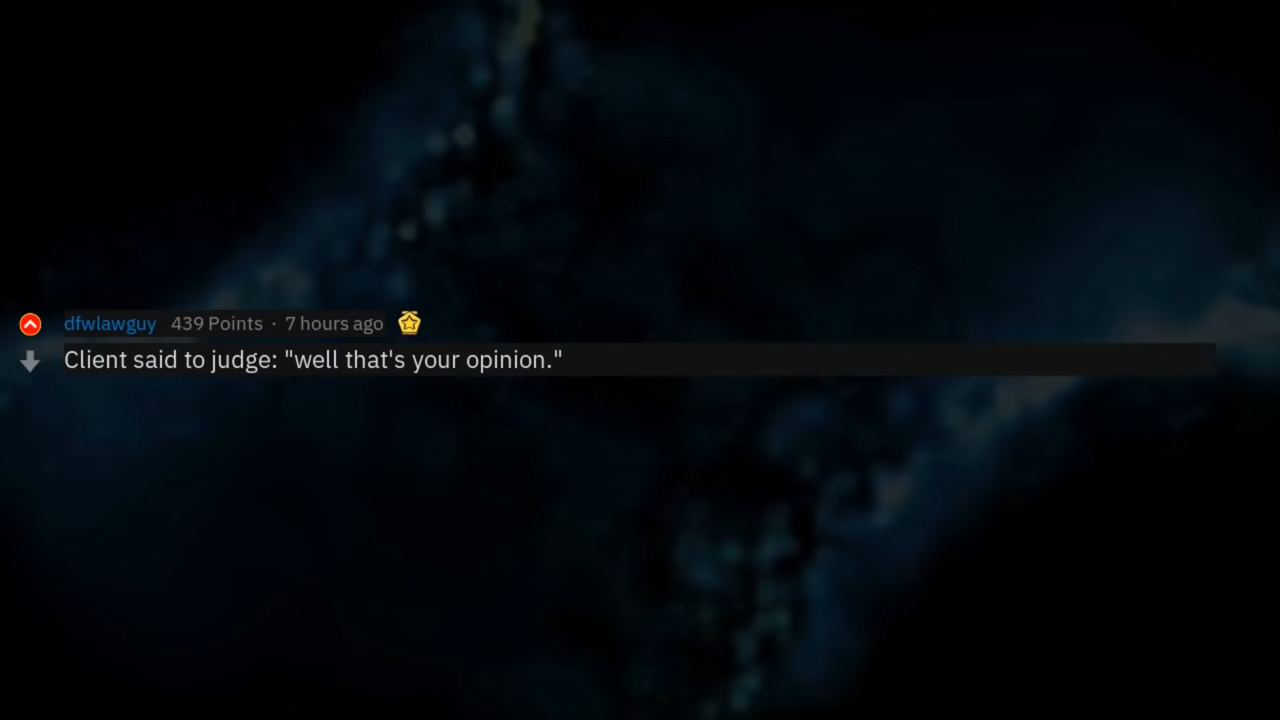 dfwlawguy 439 Points · 7 hours ago
Client said to judge: "well that's your opinion."